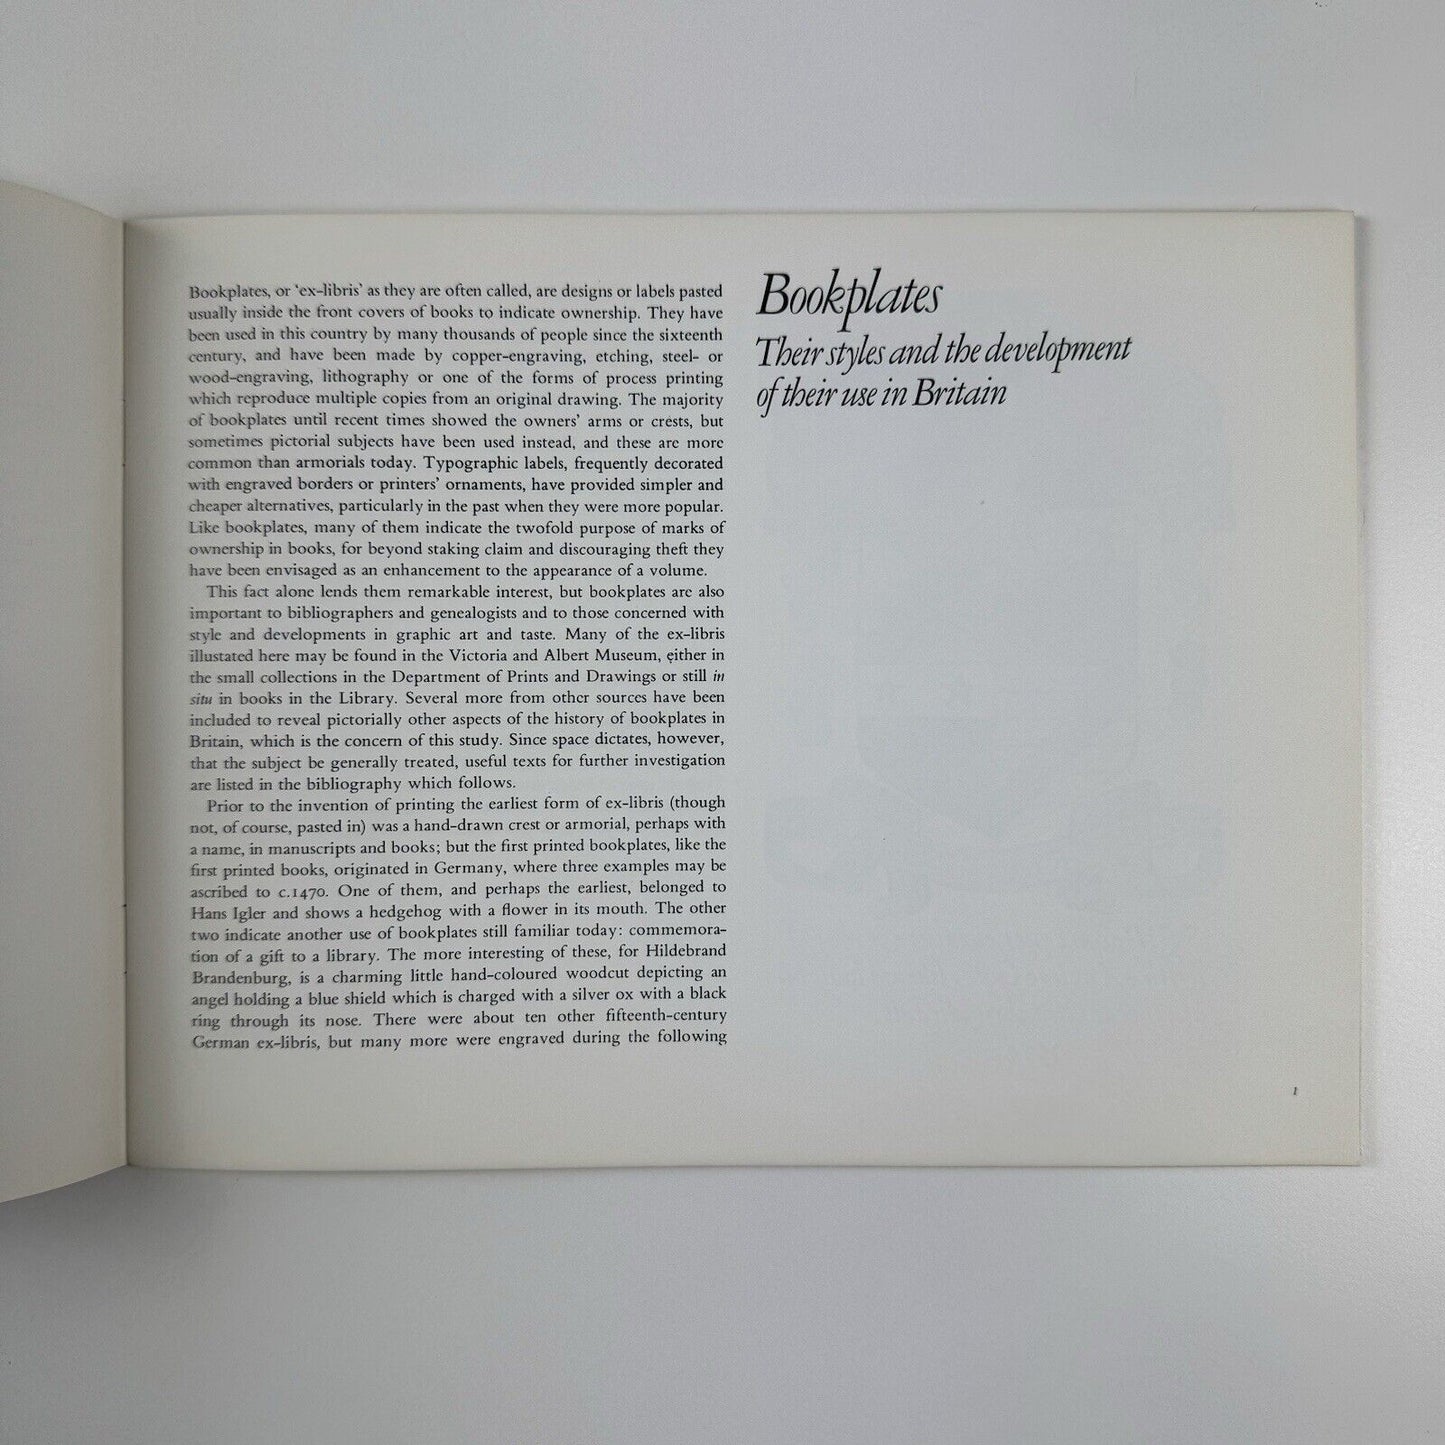 Bookplates, or 'ex-libris' as they are often called, are designs or labels pasted
usually inside the front covers of books to indicate ownership. They have
been used in this country by many thousands of people since the sixteenth
century, and have been made by copper-engraving, etching, steel- or
wood-engraving, lithography or one of the forms of process printing
which reproduce multiple copies from an original drawing. The majority
of bookplates until recent times showed the owners' arms or crests, but
sometimes pictorial subjects have been used instead, and these are more
common than armorials today. Typographic labels, frequently decorated
with engraved borders or printers' ornaments, have provided simpler and
cheaper alternatives, particularly in the past when they were more popular.
Like bookplates, many of them indicate the twofold purpose of marks of
ownership in books, for beyond staking claim and discouraging theft they
have been envisaged as an enhancement to the appearance of a volume.
This fact alone lends them remarkable interest, but bookplates are also
important to bibliographers and genealogists and to those concerned with
style and developments in graphic art and taste. Many of the ex-libris
illustated here may be found in the Victoria and Albert Museum, either in
the small collections in the Department of Prints and Drawings or still in
situ in books in the Library. Several more from other sources have been
included to reveal pictorially other aspects of the history of bookplates in
Britain, which is the concern of this study. Since space dictates, however,
that the subject be generally treated, useful texts for further investigation
are listed in the bibliography which follows.
Prior to the invention of printing the earliest form of ex-libris (though
not, of course, pasted in) was a hand-drawn crest or armorial, perhaps with
a name, in manuscripts and books; but the first printed bookplates, like the
first printed books, originated in Germany, where three examples may be
ascribed to c.1470. One of them, and perhaps the earliest, belonged to
Hans Igler and shows a hedgehog with a flower in its mouth. The other
two indicate another use of bookplates still familiar today: commemora-
tion of a gift to a library. The more interesting of these, for Hildebrand
Brandenburg, is a charming little hand-coloured woodcut depicting an
angel holding a blue shield which is charged with a silver ox with a black
ring through its nose. There were about ten other fifteenth-century
German ex-libris, but many more were engraved during the following
Bookplates
Their styles and the development
of their use in Britain
1